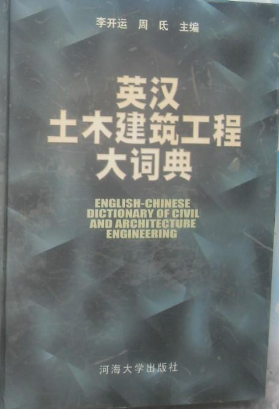 李开运 周氐 主编
英汉
土木建筑工程
大词典
ENGLISH-CHINESE
DICTIONARY OF CIVIL
AND ARCHITECTURE
ENGINEERING
河海大学出版社